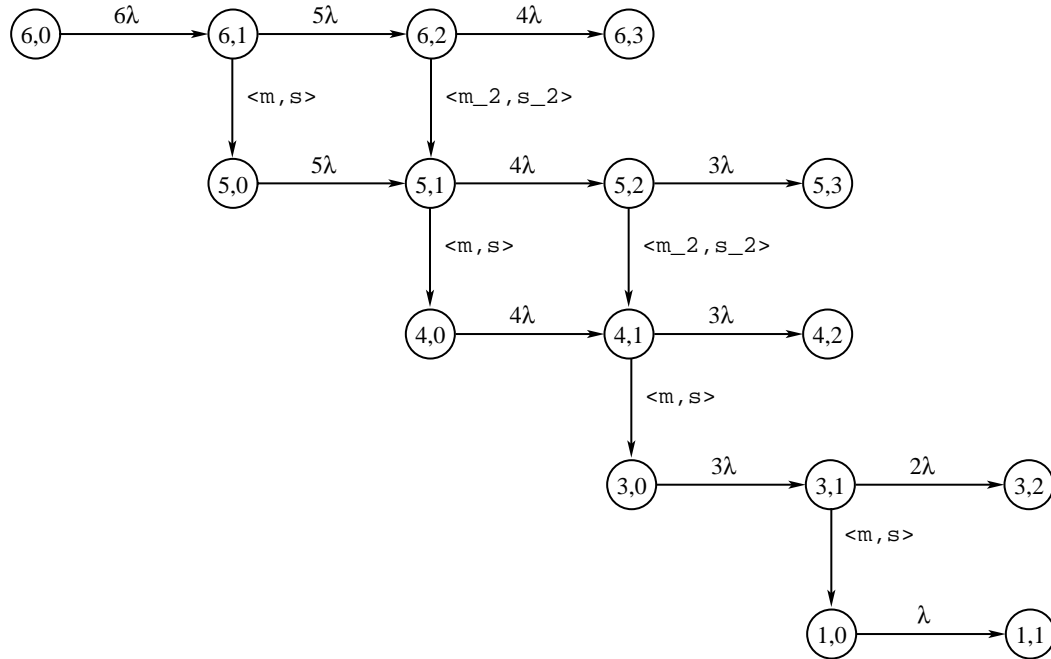 6λ 5λ 4λ
6,0 6,1 6,2 6,3
<m,s> <m_2,s_2>
5λ 4λ 3λ
5,0 5,1 5,2 5,3
<m,s> <m_2,s_2>
4λ 3λ
4,0 4,1 4,2
<m,s>
3λ 2λ
3,0 3,1 3,2
<m,s>
λ
1,0 1,1